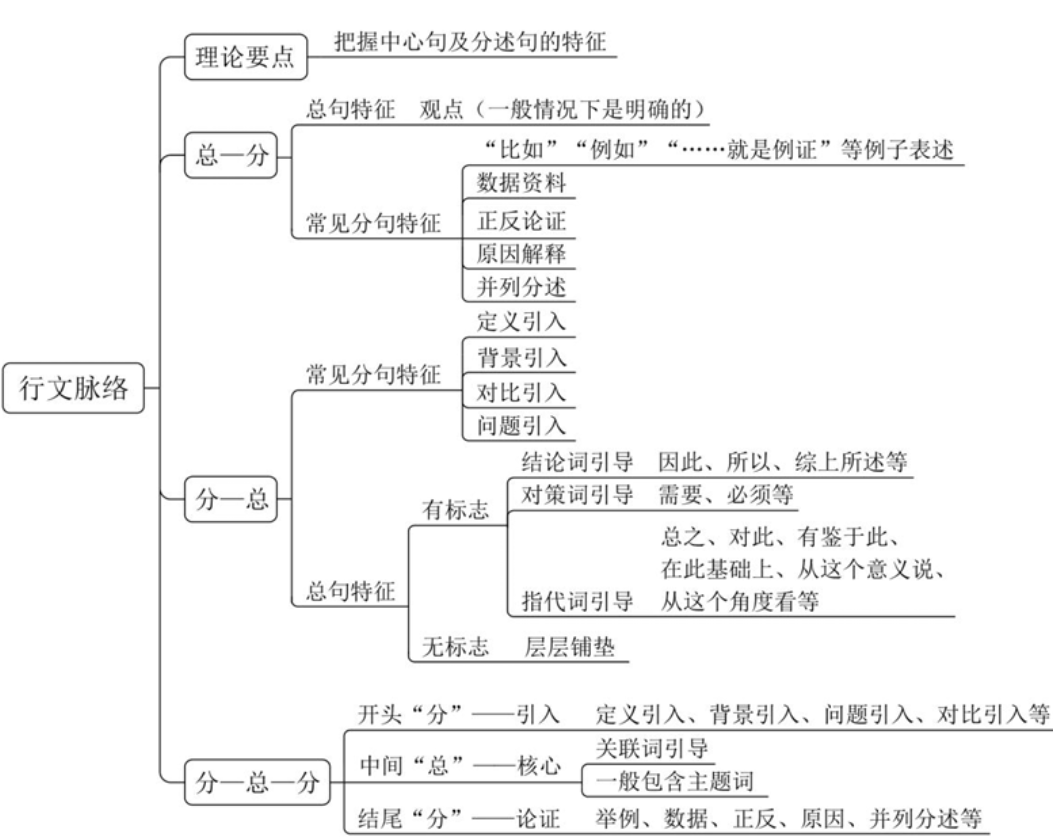 行文脉络
理论要点
把握中心句及分述句的特征
总—分
总句特征 观点（一般情况下是明确的）
常见分句特征
“比如”“例如”“……就是例证”等例子表述
数据资料
正反论证
原因解释
并列分述
分—总
常见分句特征
定义引入
背景引入
对比引入
问题引入
总句特征
有标志
结论词引导 因此、所以、综上所述等
对策词引导 需要、必须等
指代词引导
总之、对此、有鉴于此、
在此基础上、从这个意义说、
从这个角度看等
无标志 层层铺垫
分—总—分
开头“分”——引入 定义引入、背景引入、问题引入、对比引入等
中间“总”——核心
关联词引导
一般包含主题词
结尾“分”——论证 举例、数据、正反、原因、并列分述等